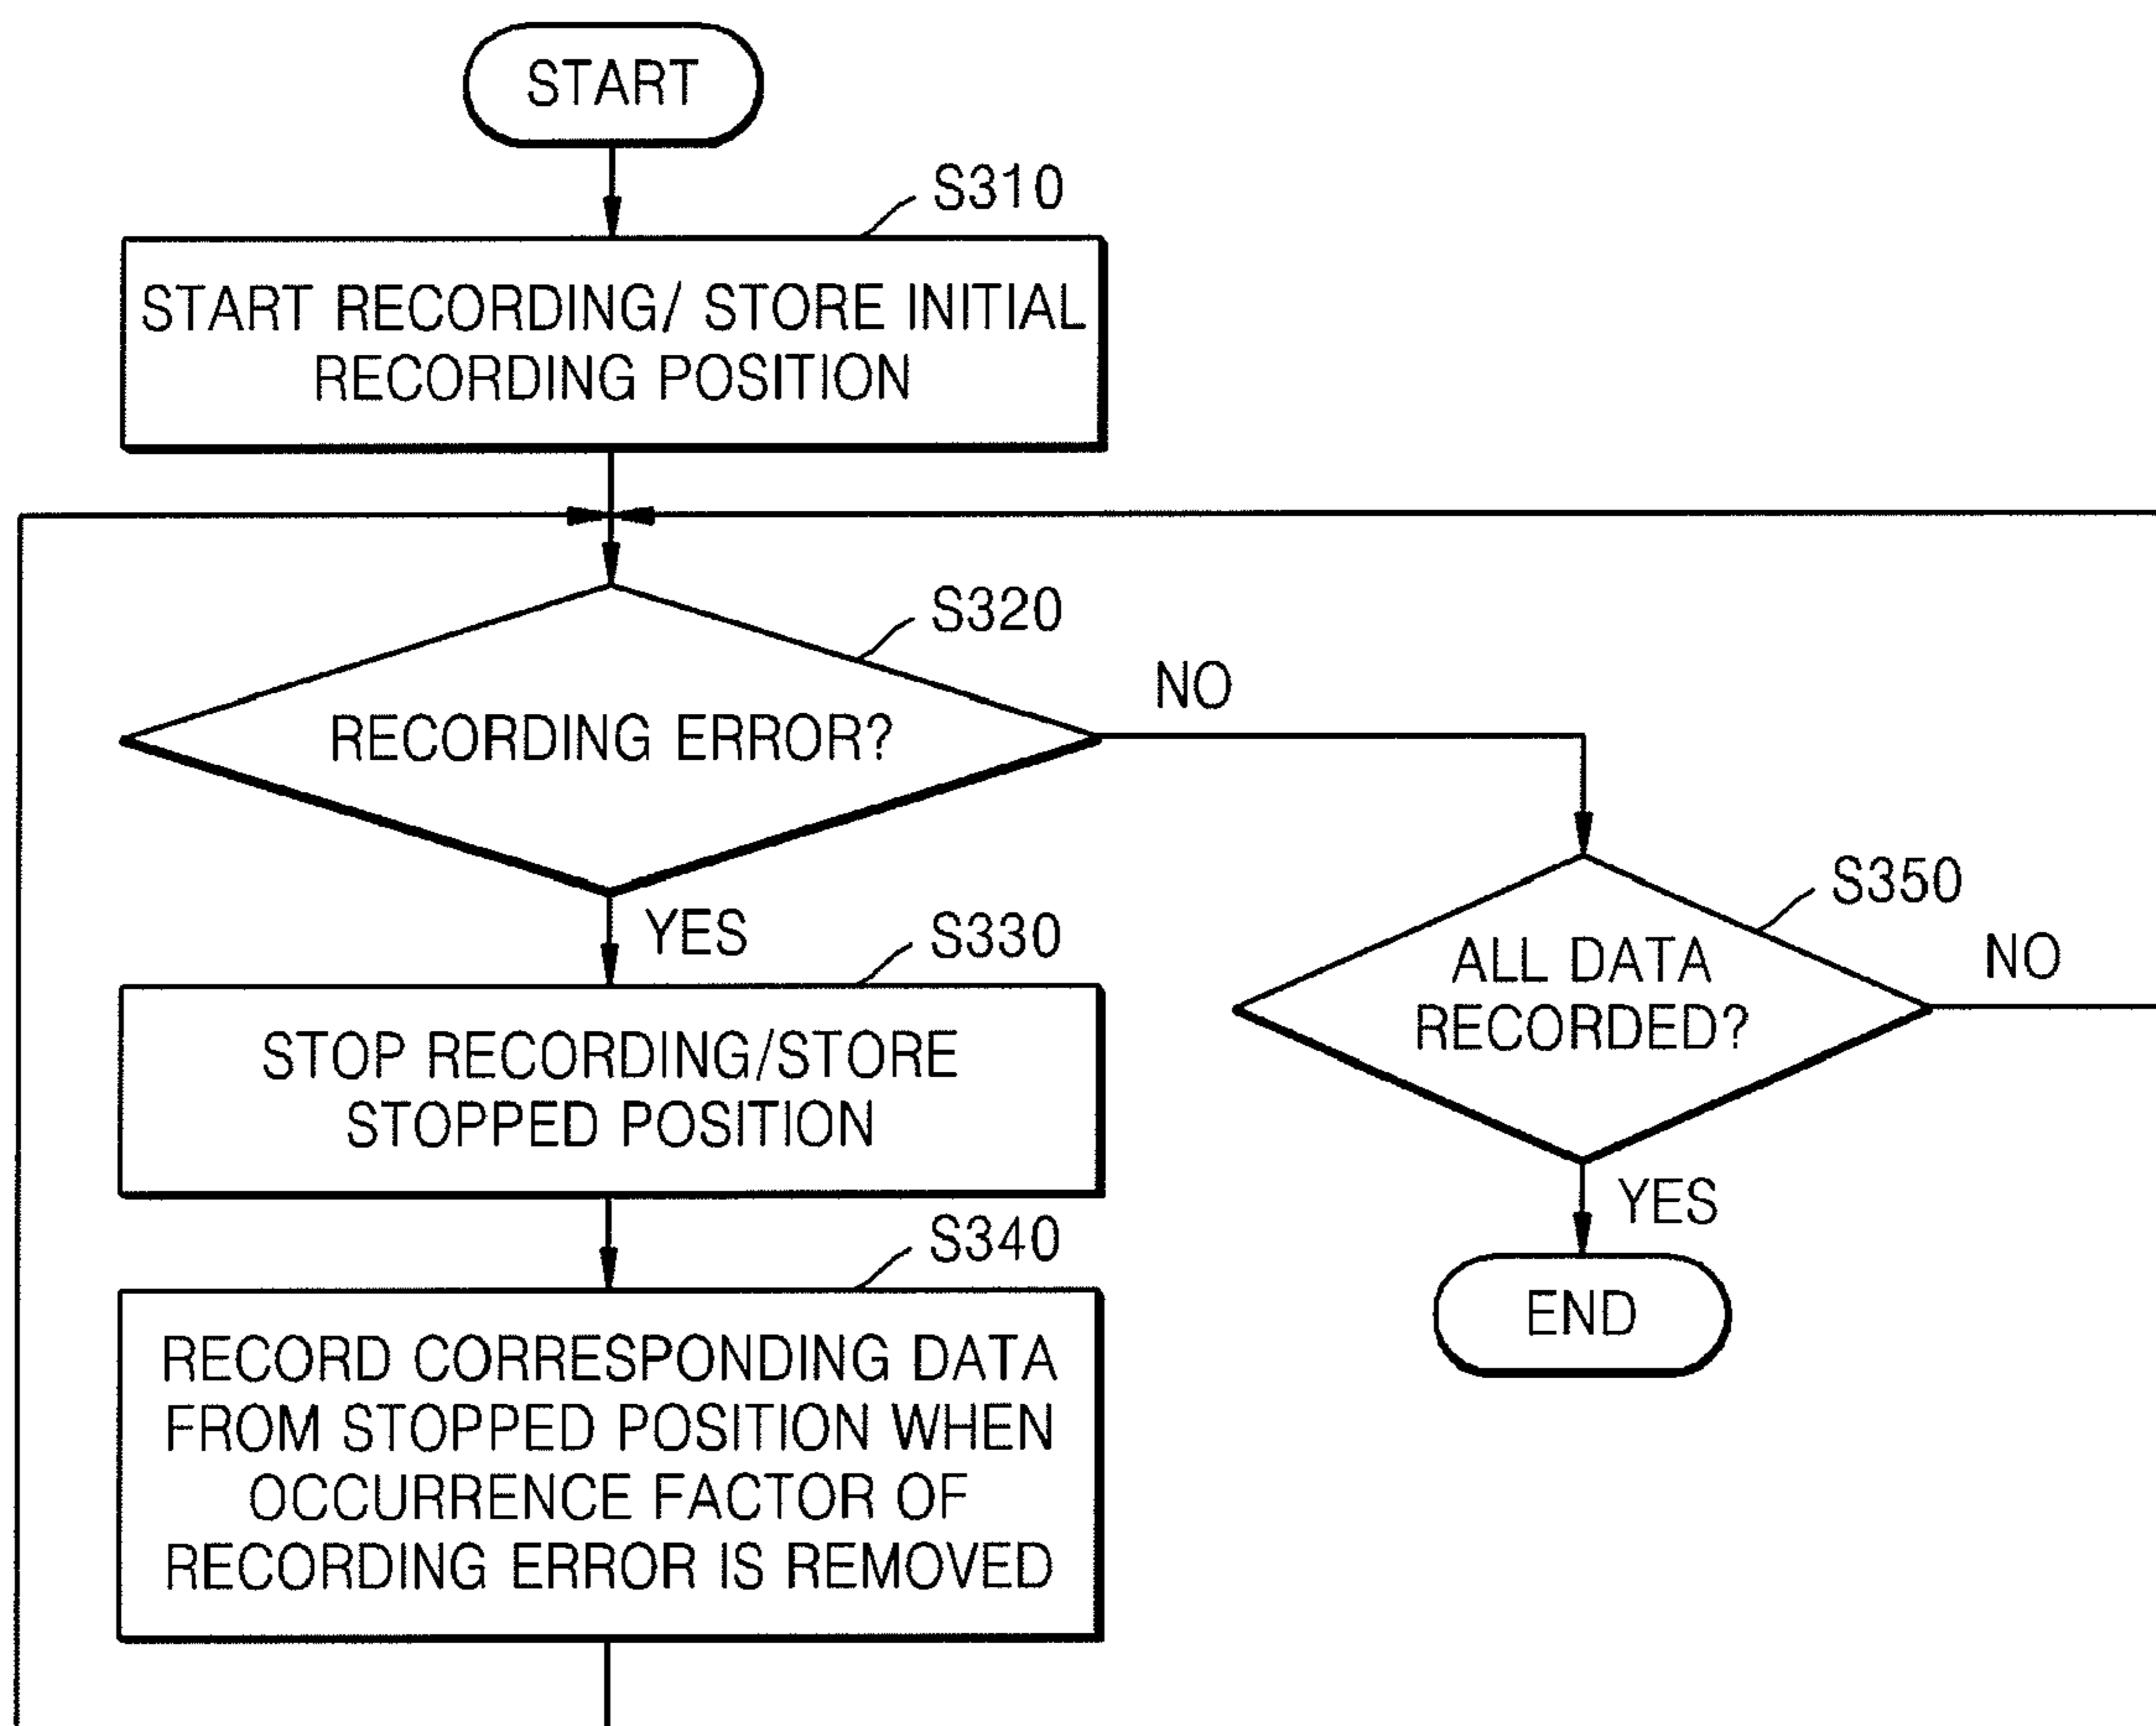 START
S310
START RECORDING/ STORE INITIAL
RECORDING POSITION
S320
RECORDING ERROR?
NO
YES
S330
STOP RECORDING/STORE
STOPPED POSITION
S340
RECORD CORRESPONDING DATA
FROM STOPPED POSITION WHEN
OCCURRENCE FACTOR OF
RECORDING ERROR IS REMOVED
S350
ALL DATA
RECORDED?
NO
YES
END